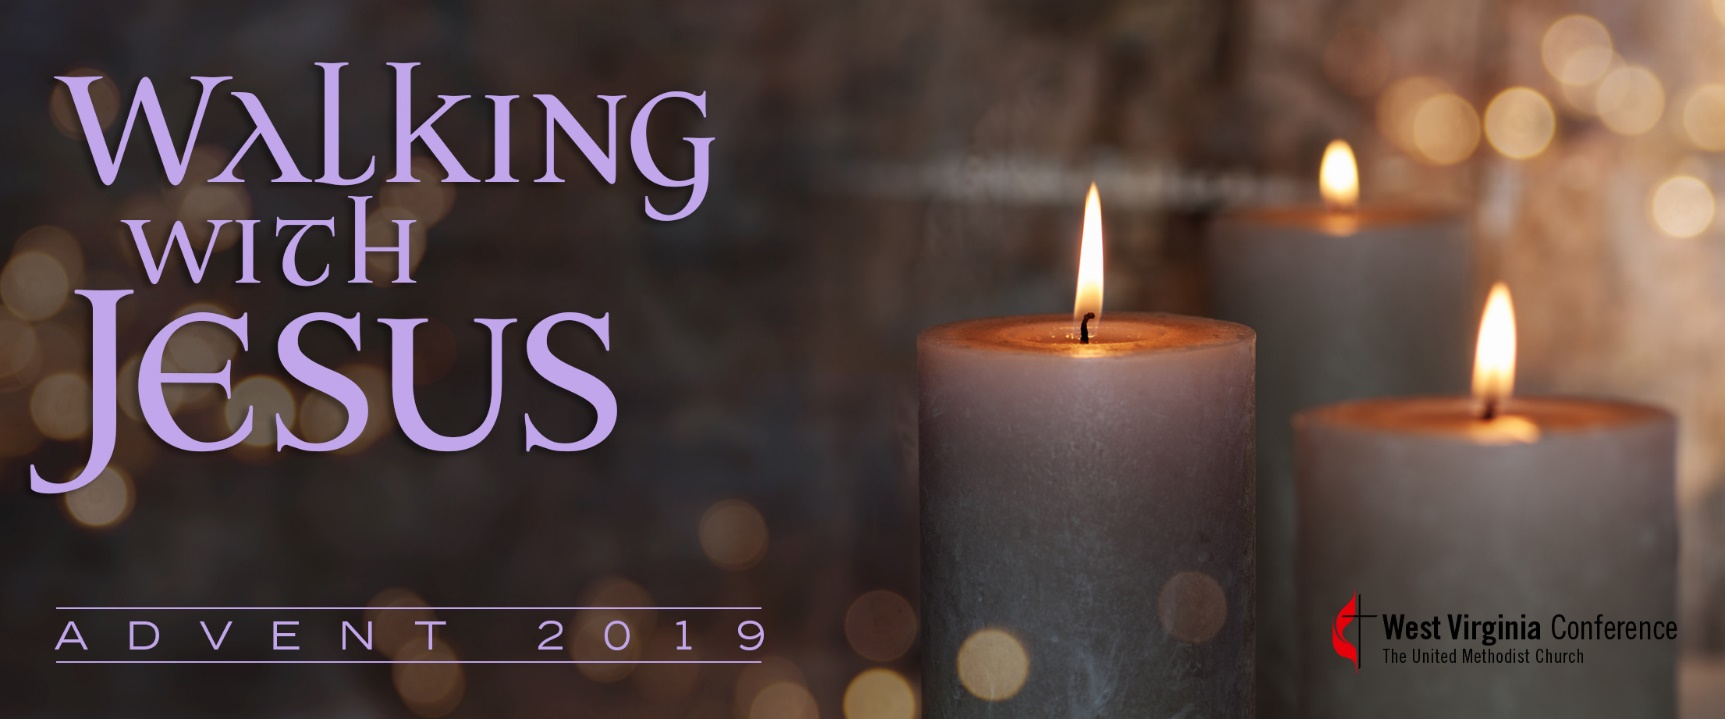 Walking
with
Jesus
ADVENT 2019
West Virginia Conference
The United Methodist Church